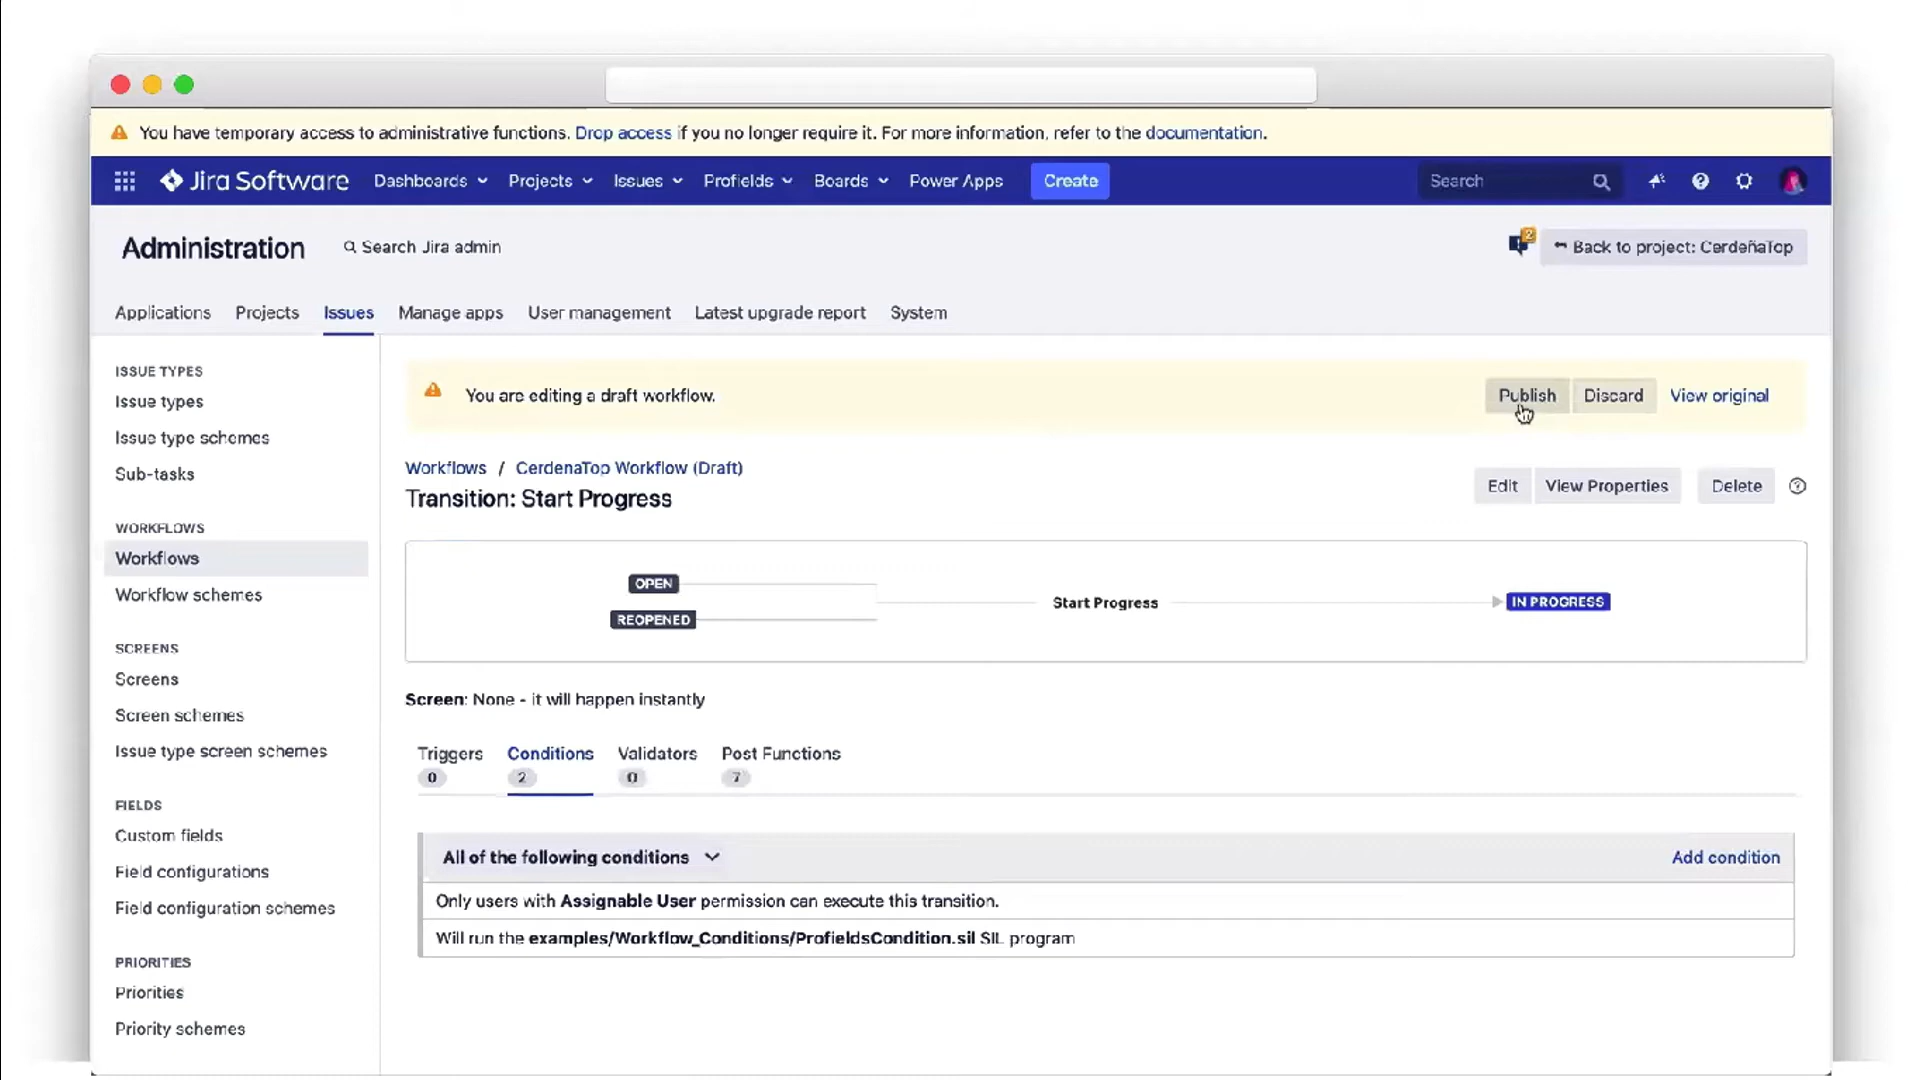 You have temporary access to administrative functions. Drop access if you no longer require it. For more information, refer to the documentation.
Jira Software Dashboards Projects Issues Profields Boards Power Apps Create Search
Administration Search Jira admin 2 Back to project: CerdeñaTop
Applications Projects Issues Manage apps User management Latest upgrade report System
ISSUE TYPES
Issue types
Issue type schemes
Sub-tasks
WORKFLOWS
Workflows
Workflow schemes
SCREENS
Screens
Screen schemes
Issue type screen schemes
FIELDS
Custom fields
Field configurations
Field configuration schemes
PRIORITIES
Priorities
Priority schemes
You are editing a draft workflow. Publish Discard View original
Workflows / CerdenaTop Workflow (Draft)
Transition: Start Progress
Edit View Properties Delete
OPEN
REOPENED
Start Progress
IN PROGRESS
Screen: None - it will happen instantly
Triggers Conditions Validators Post Functions
0 2 0 7
All of the following conditions Add condition
Only users with Assignable User permission can execute this transition.
Will run the examples/Workflow_Conditions/ProfieldsCondition.sil SIL program